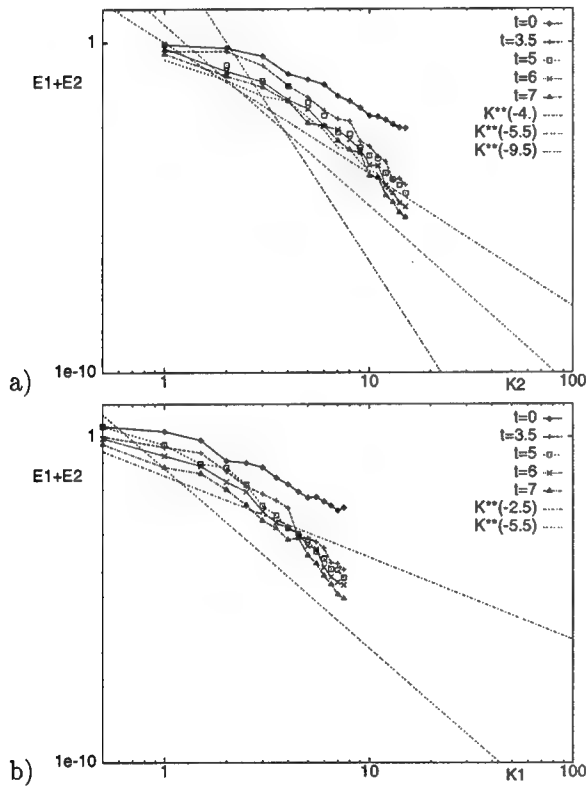 1
E1+E2
t=0
t=3.5
t=5
t=6
t=7
K**(-4.)
K**(-5.5)
K**(-9.5)
1e-10
a)
1
10
K2
100
1
E1+E2
t=0
t=3.5
t=5
t=6
t=7
K**(-2.5)
K**(-5.5)
1e-10
b)
1
10
K1
100